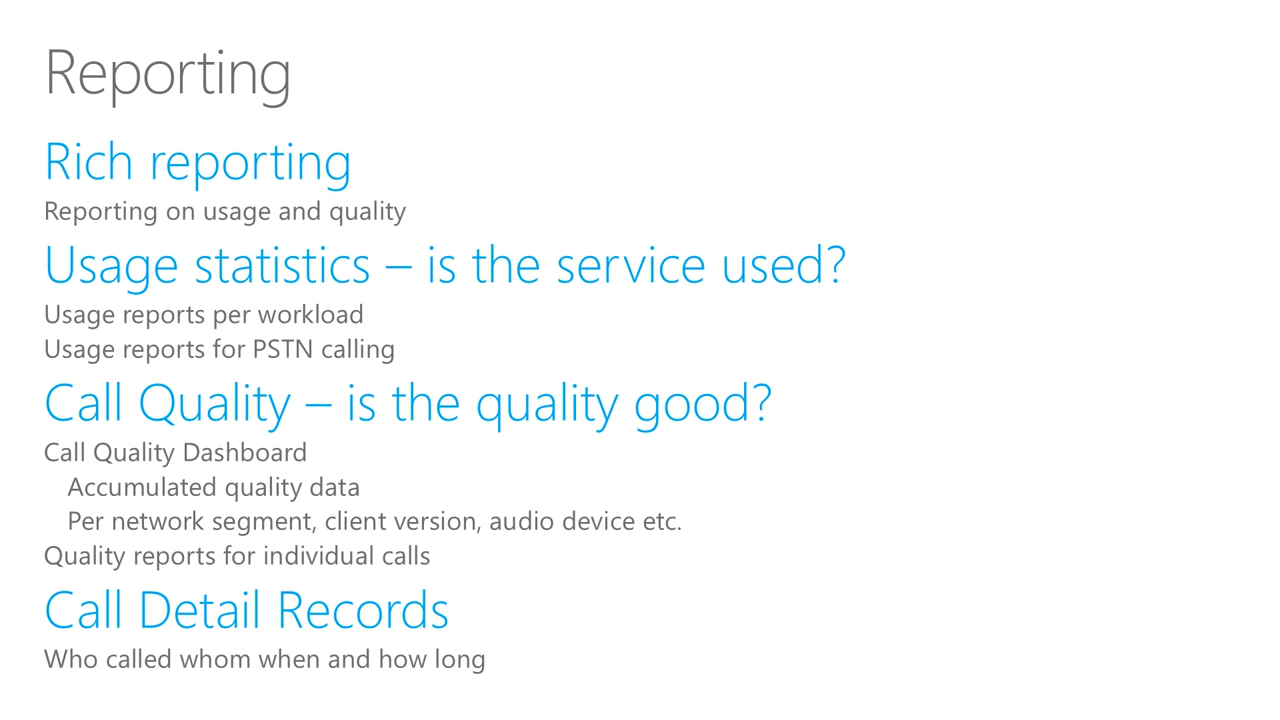 Reporting
Rich reporting
Reporting on usage and quality
Usage statistics – is the service used?
Usage reports per workload
Usage reports for PSTN calling
Call Quality – is the quality good?
Call Quality Dashboard
Accumulated quality data
Per network segment, client version, audio device etc.
Quality reports for individual calls
Call Detail Records
Who called whom when and how long